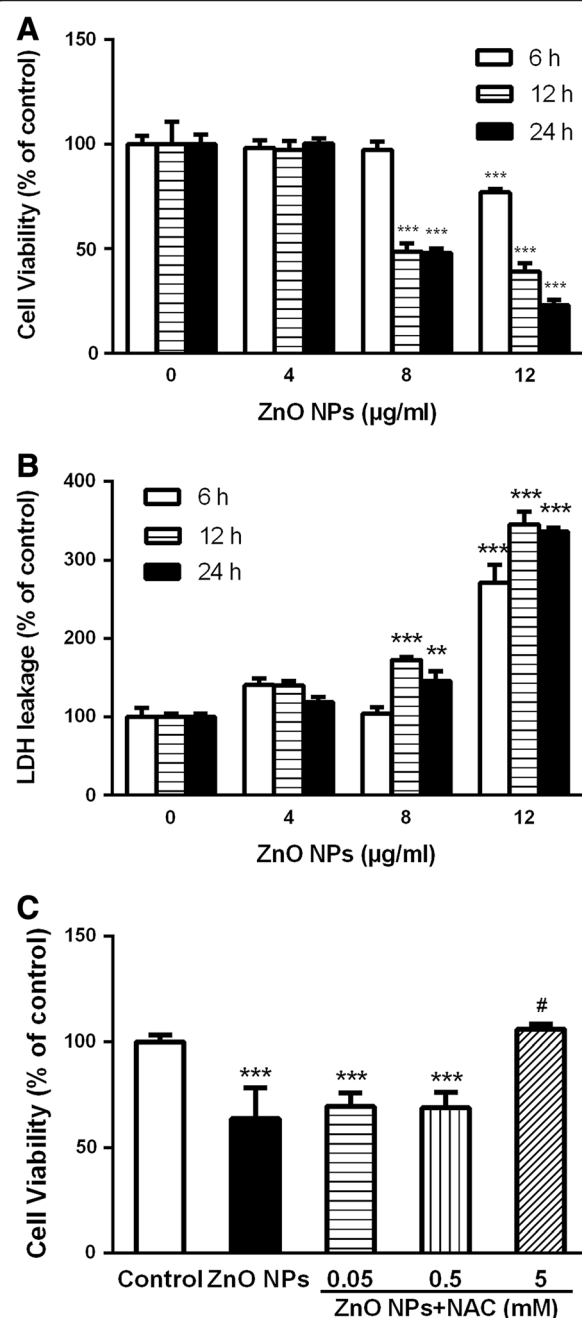 A
150
100
50
0
Cell Viability (% of control)
6 h
12 h
24 h
***
***
***
***
***
0 4 8 12
ZnO NPs (µg/ml)
B
400
300
200
100
0
LDH leakage (% of control)
6 h
12 h
24 h
***
**
***
***
***
0 4 8 12
ZnO NPs (µg/ml)
C
150
100
50
0
Cell Viability (% of control)
***
***
***
#
Control ZnO NPs 0.05 0.5 5
ZnO NPs+NAC (mM)